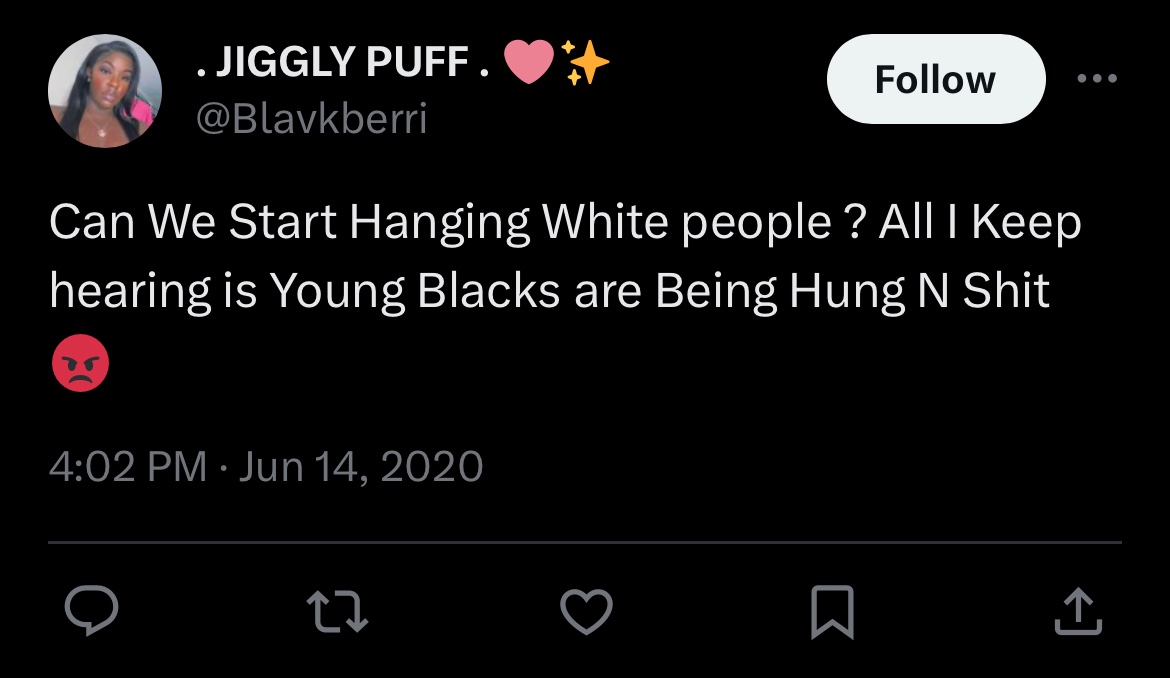 . JIGGLY PUFF . 🩷✨
@Blavkberri
Follow
Can We Start Hanging White people ? All I Keep
hearing is Young Blacks are Being Hung N Shit
😡
4:02 PM · Jun 14, 2020